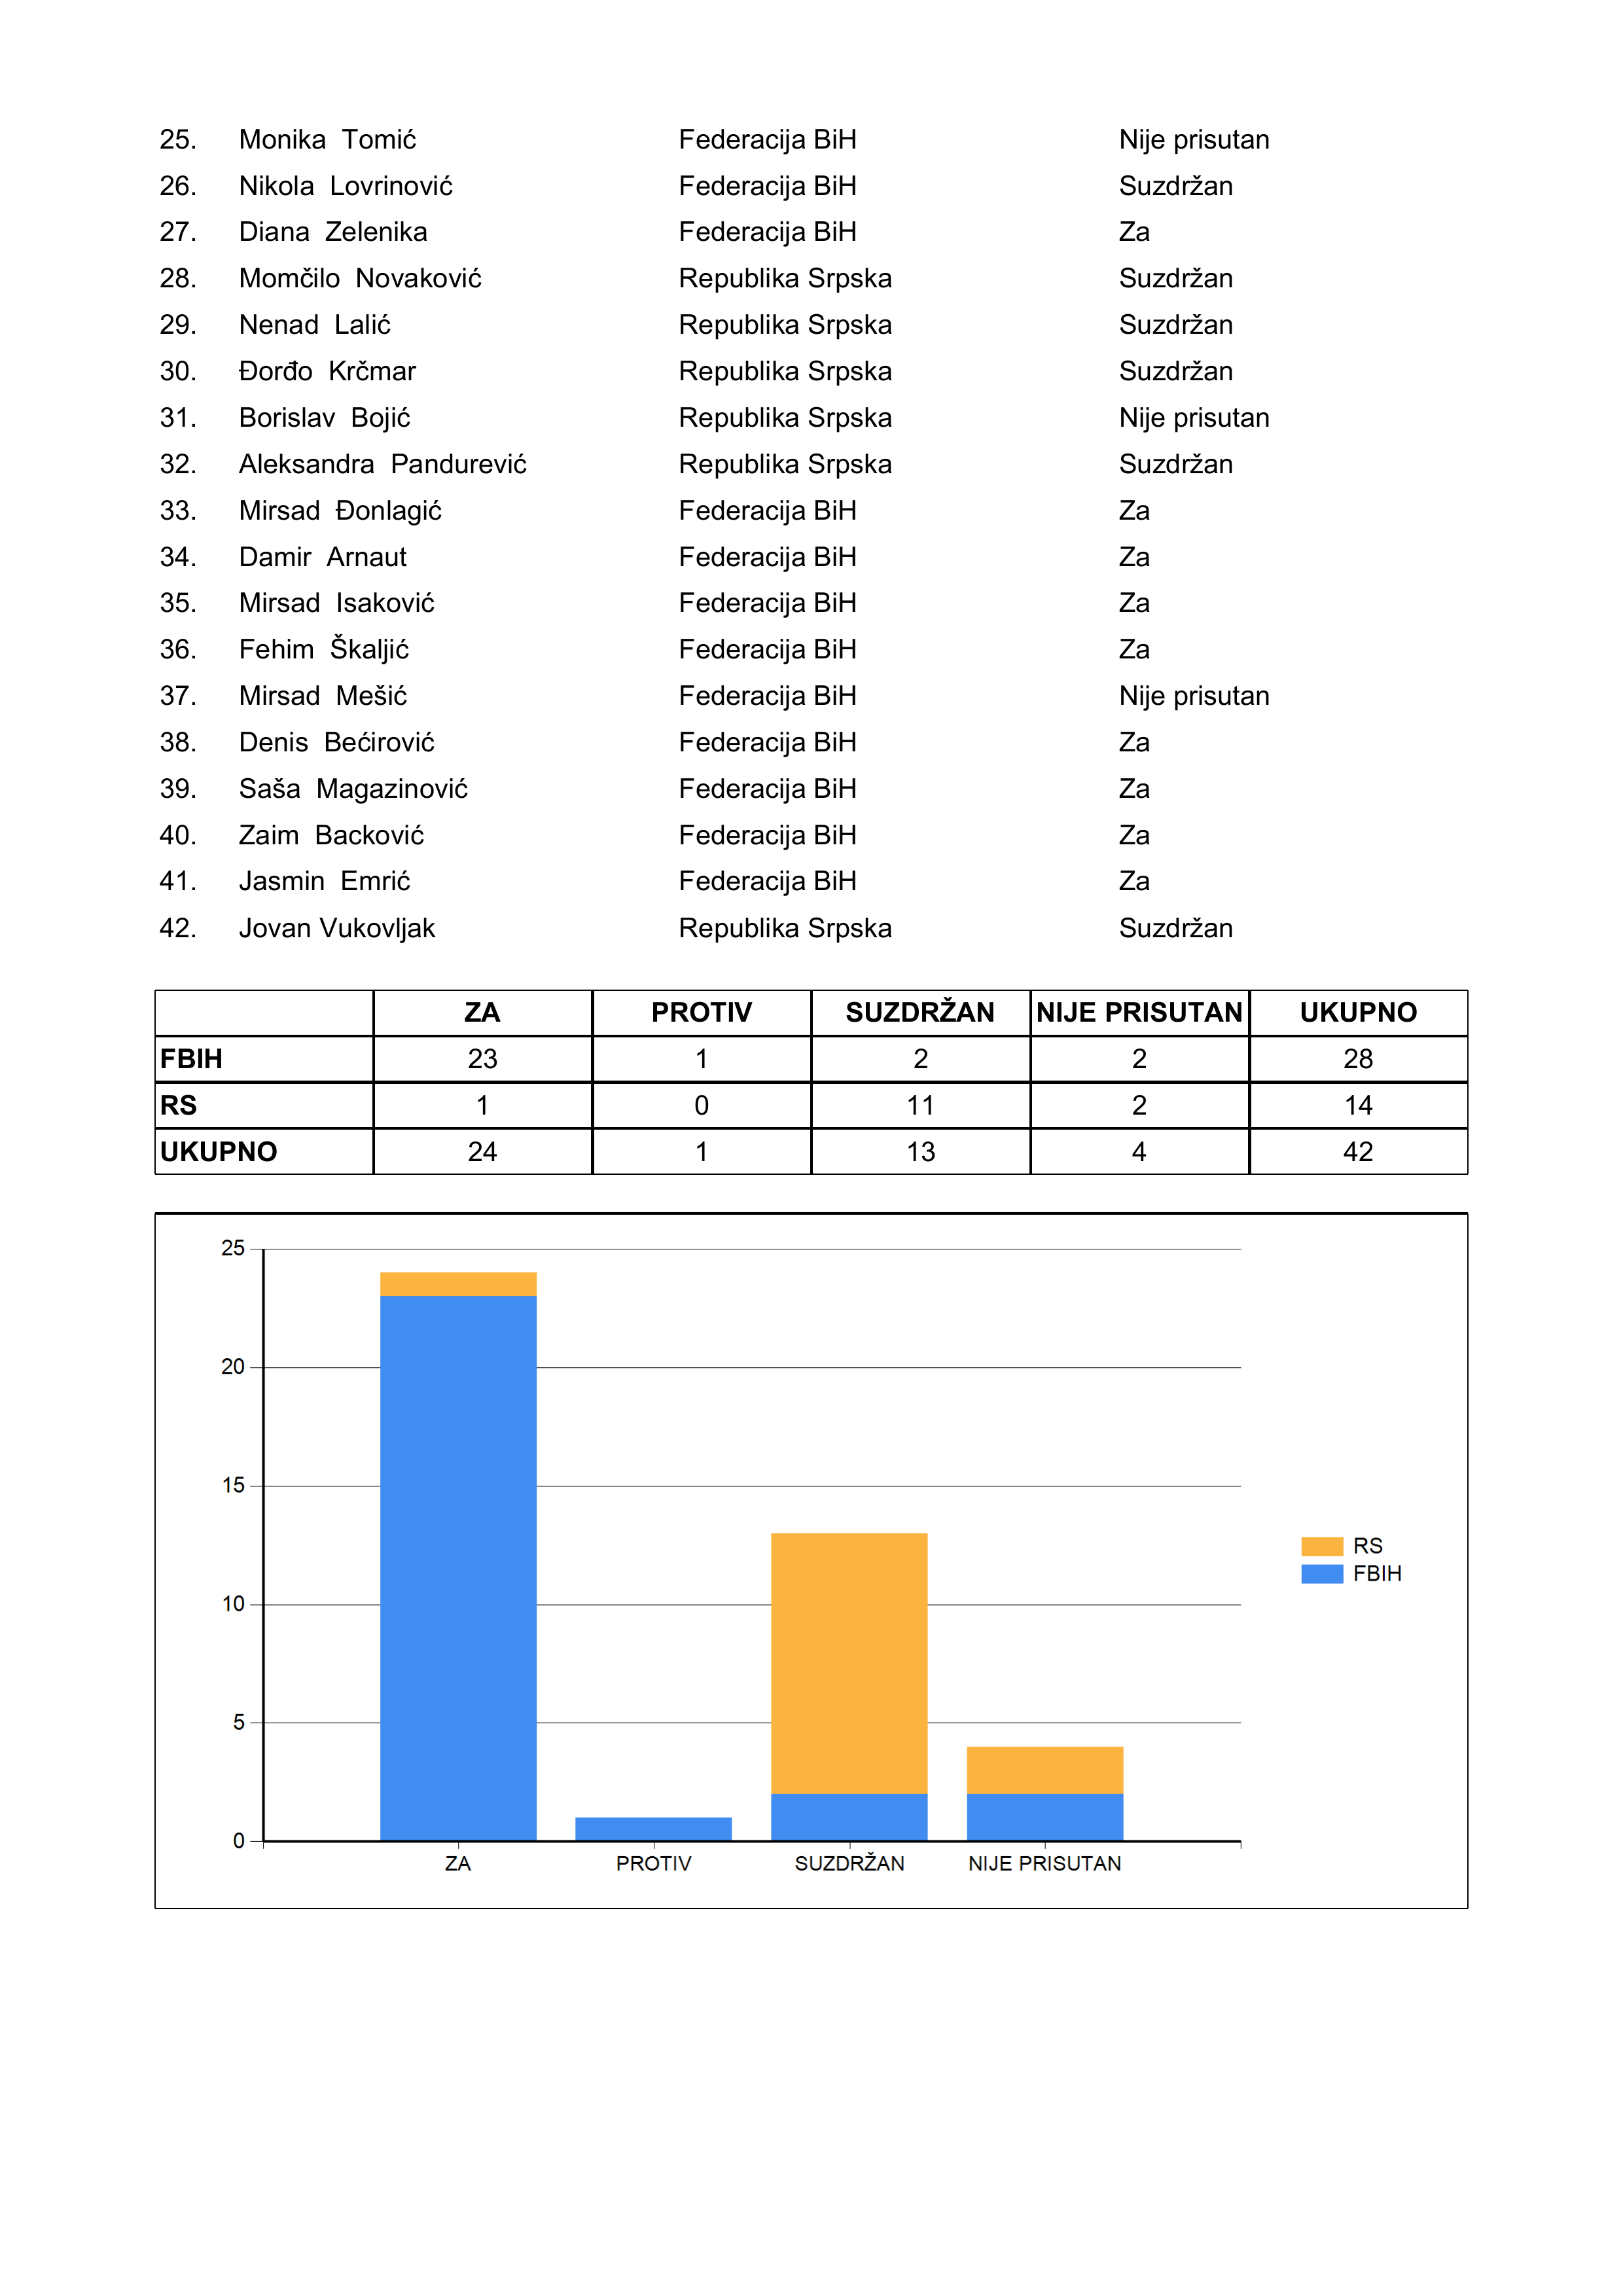 25. Monika Tomić Federacija BiH Nije prisutan
26. Nikola Lovrinović Federacija BiH Suzdržan
27. Diana Zelenika Federacija BiH Za
28. Momčilo Novaković Republika Srpska Suzdržan
29. Nenad Lalić Republika Srpska Suzdržan
30. Đorđo Krčmar Republika Srpska Suzdržan
31. Borislav Bojić Republika Srpska Nije prisutan
32. Aleksandra Pandurević Republika Srpska Suzdržan
33. Mirsad Đonlagić Federacija BiH Za
34. Damir Arnaut Federacija BiH Za
35. Mirsad Isaković Federacija BiH Za
36. Fehim Škaljić Federacija BiH Za
37. Mirsad Mešić Federacija BiH Nije prisutan
38. Denis Bećirović Federacija BiH Za
39. Saša Magazinović Federacija BiH Za
40. Zaim Backović Federacija BiH Za
41. Jasmin Emrić Federacija BiH Za
42. Jovan Vukovljak Republika Srpska Suzdržan
ZA PROTIV SUZDRŽAN NIJE PRISUTAN UKUPNO
FBIH 23 1 2 2 28
RS 1 0 11 2 14
UKUPNO 24 1 13 4 42
25
20
15
10
5
0
ZA PROTIV SUZDRŽAN NIJE PRISUTAN
RS
FBIH